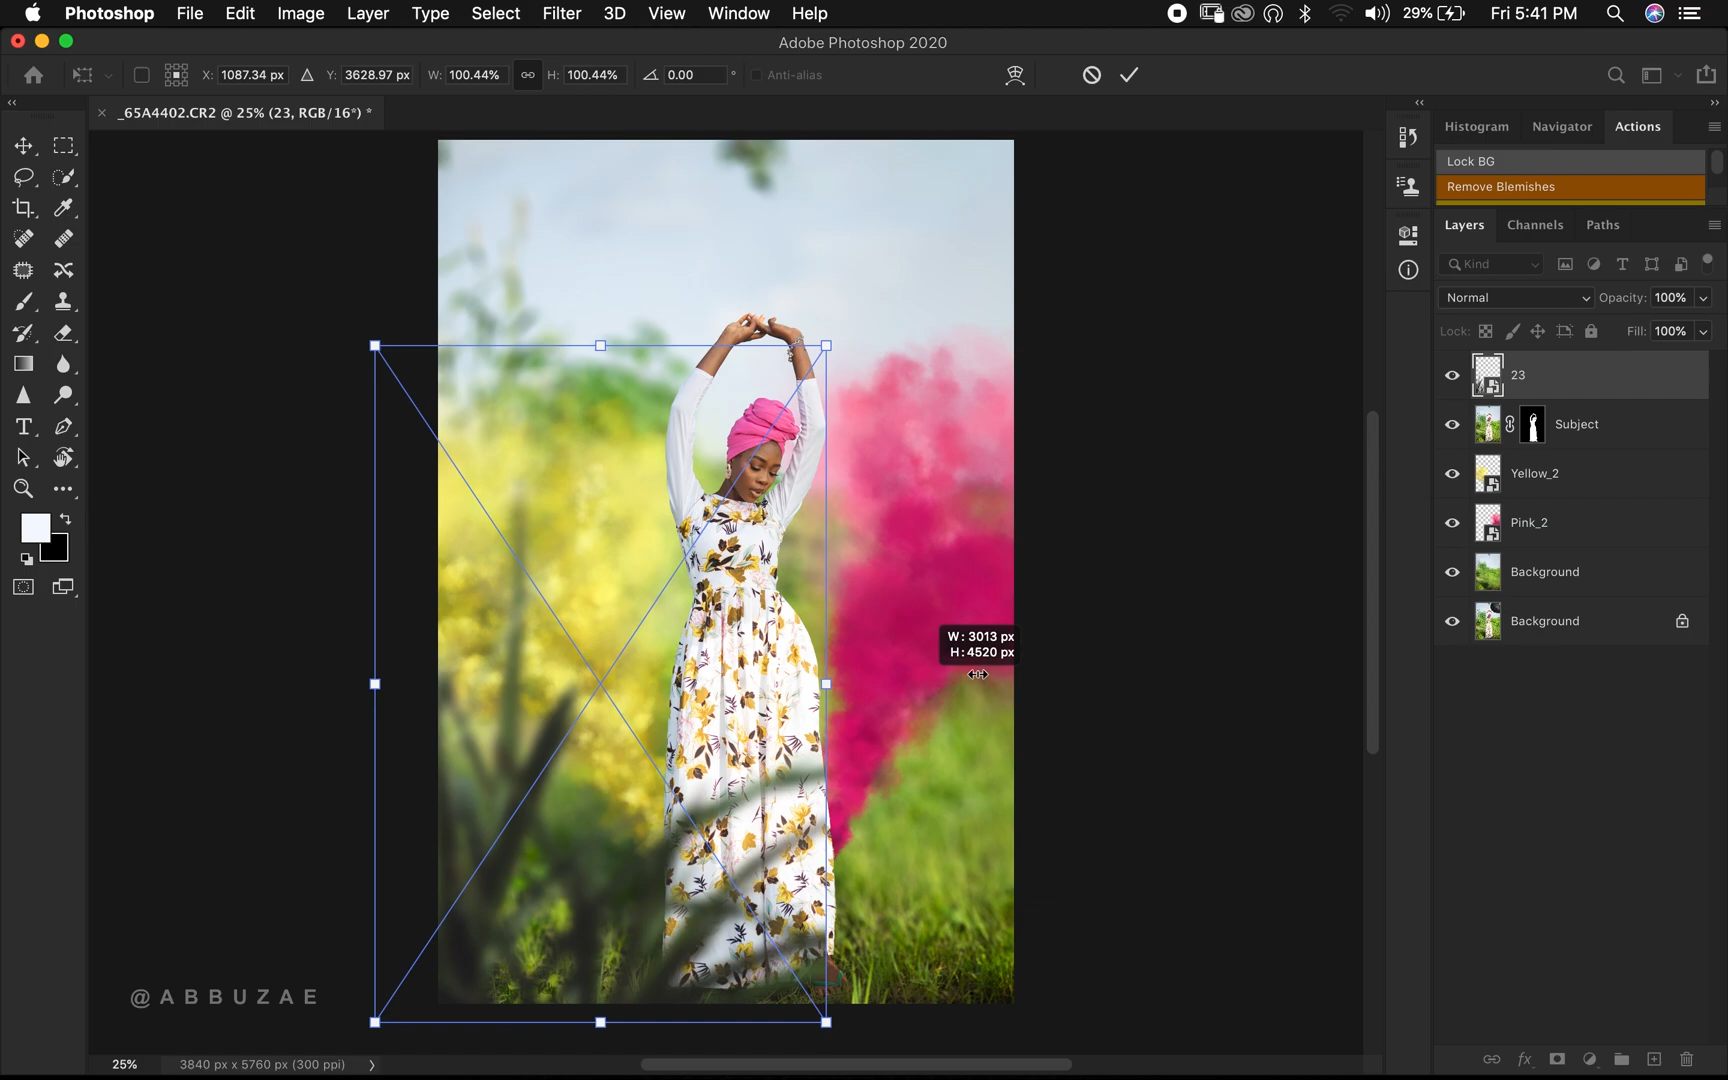 Photoshop File Edit Image Layer Type Select Filter 3D View Window Help 29% Fri 5:41 PM
Adobe Photoshop 2020
X: 1087.34 px Y: 3628.97 px W: 100.44% H: 100.44% 0.00 ° Anti-alias
_65A4402.CR2 @ 25% (23, RGB/16*) *
Histogram Navigator Actions
Lock BG
Remove Blemishes
Layers Channels Paths
Kind
Normal Opacity: 100%
Lock: Fill: 100%
23
Subject
Yellow_2
Pink_2
Background
Background
W: 3013 px
H: 4520 px
@ABBUZAE
25% 3840 px x 5760 px (300 ppi)